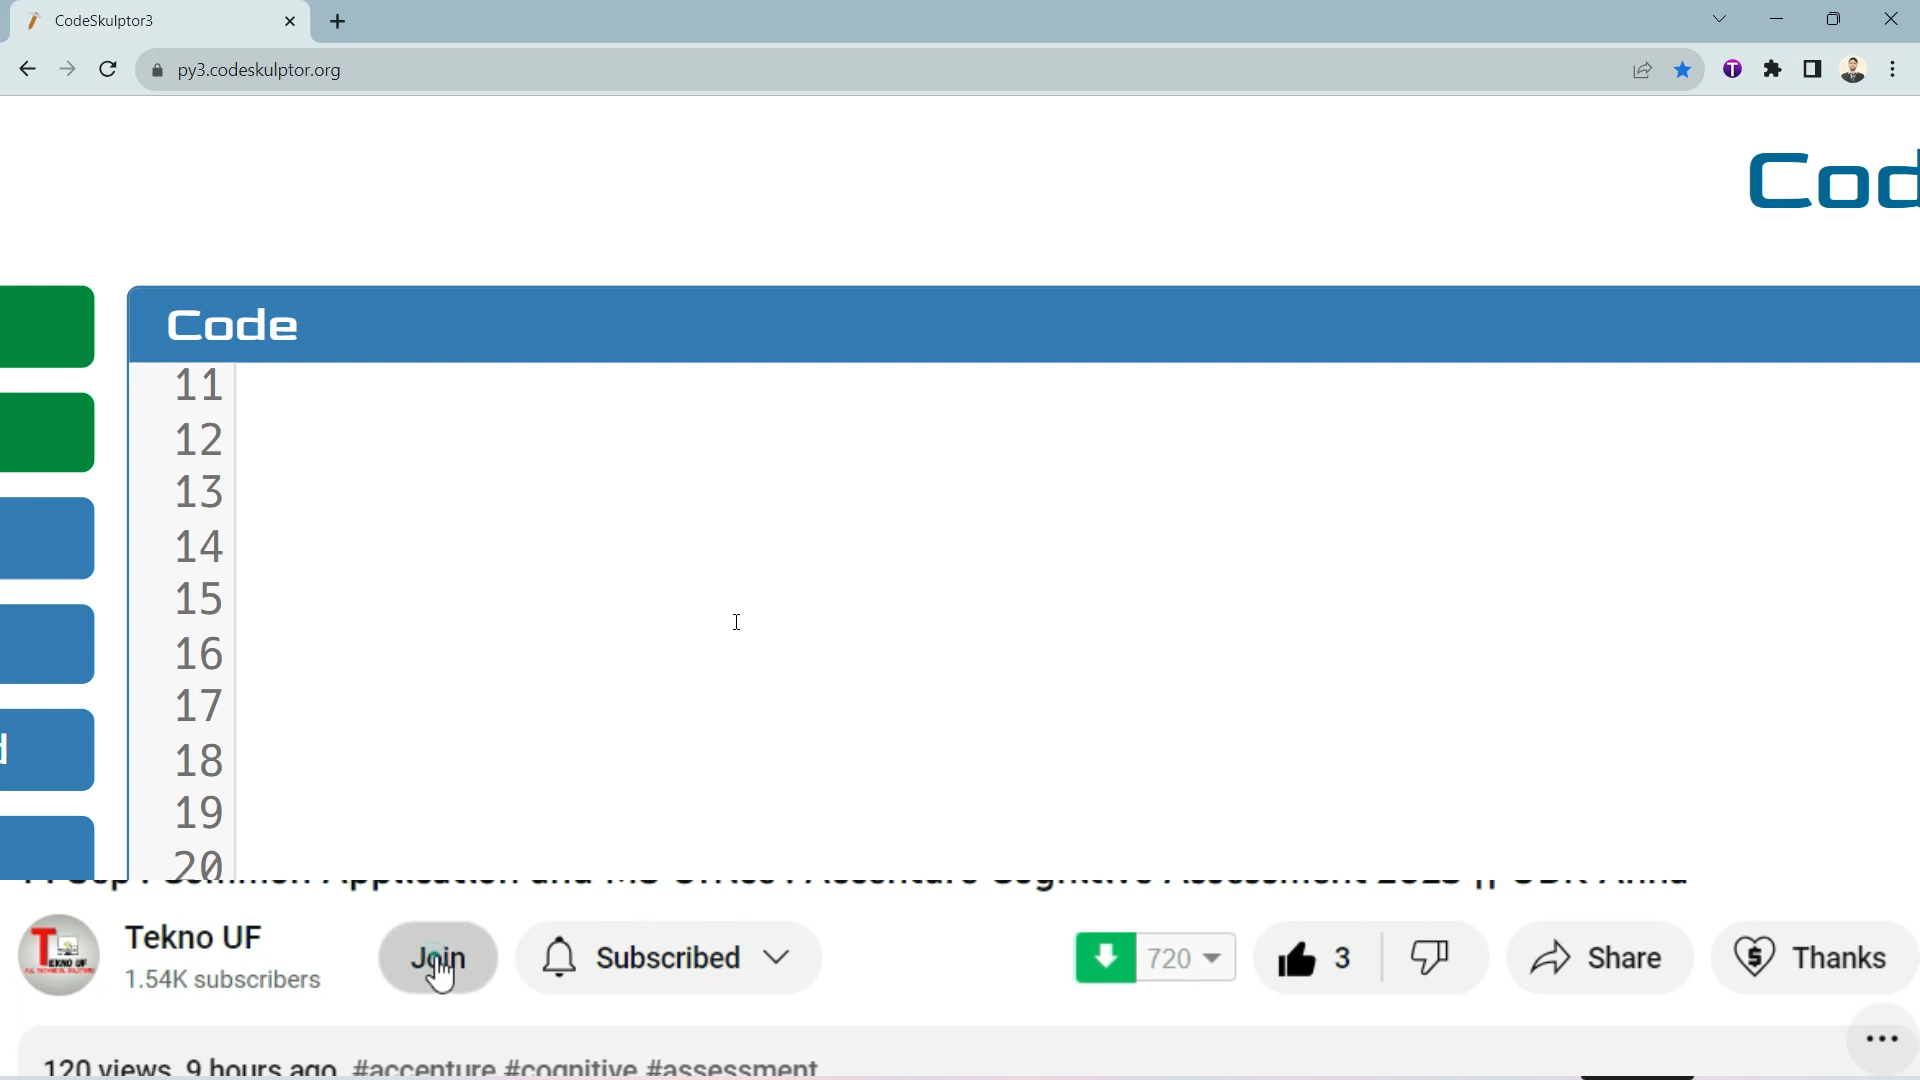 CodeSkulptor3
py3.codeskulptor.org
T
Cod
Code
11
12
13
14
15
16
17
18
19
20
d
Tekno UF
1.54K subscribers
Join
Subscribed
720
3
Share
Thanks
120 views 9 hours ago #accenture #cognitive #assessment